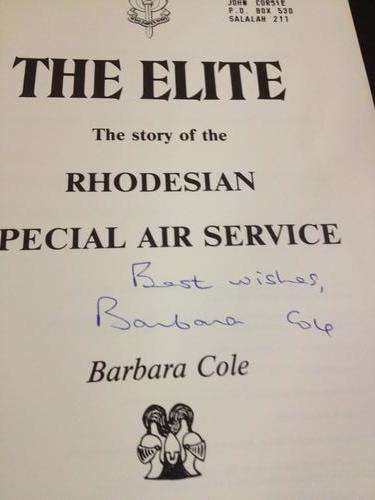 JOHN CORSIE
P.O. BOX 530
SALALAH 211
THE ELITE
The story of the
RHODESIAN
PECIAL AIR SERVICE
Best wishes,
Barbara Cole
Barbara Cole